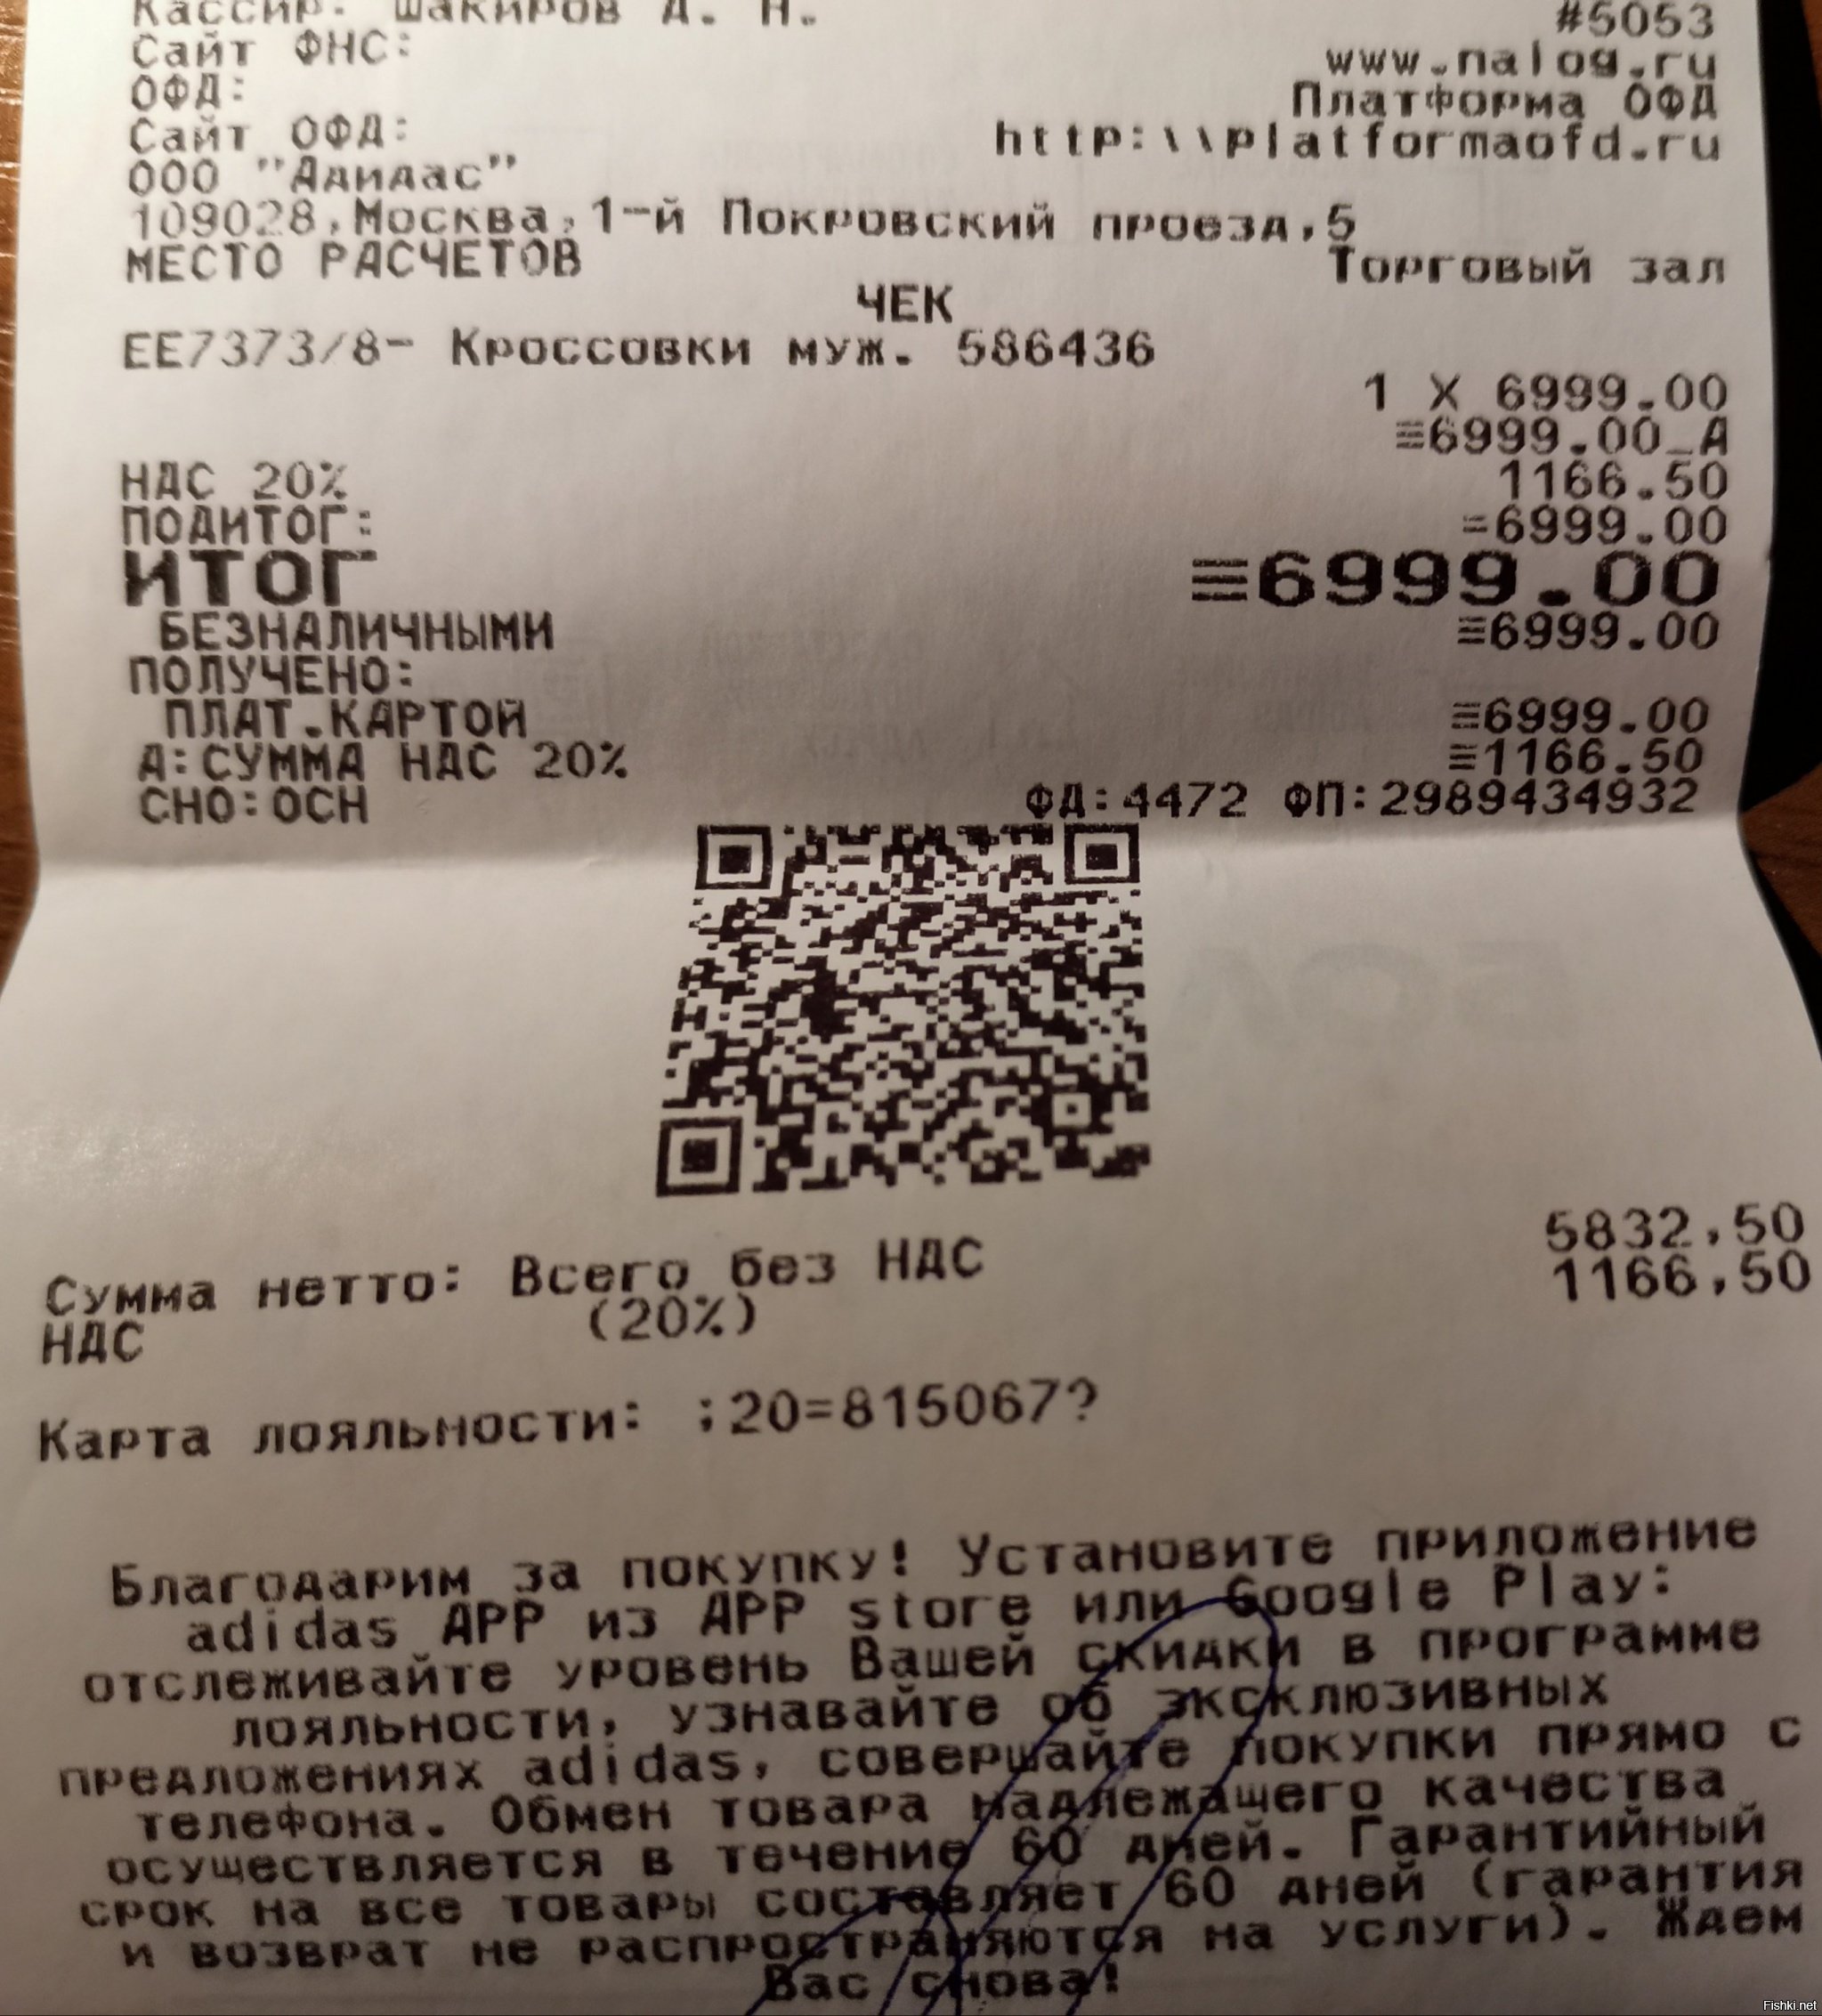 Кассир: Шакиров А. Н. #5053
Сайт ФНС: www.nalog.ru
ОФД: Платформа ОФД
Сайт ОФД: http:\\platformaofd.ru
ООО "Адидас"
109028,Москва,1-й Покровский проезд,5
МЕСТО РАСЧЕТОВ Торговый зал
ЧЕК
EE7373/8- Кроссовки муж. 586436
1 X 6999.00
≡6999.00_А
НДС 20% 1166.50
ПОДИТОГ: =6999.00
ИТОГ ≡6999.00
БЕЗНАЛИЧНЫМИ ≡6999.00
ПОЛУЧЕНО:
ПЛАТ.КАРТОЙ ≡6999.00
А:СУММА НДС 20% ≡1166.50
СНО:ОСН ФД:4472 ФП:2989434932
Сумма нетто: Всего без НДС 5832,50
НДС (20%) 1166,50
Карта лояльности: ;20=815067?
Благодарим за покупку! Установите приложение
adidas APP из APP store или Google Play:
отслеживайте уровень Вашей скидки в программе
лояльности, узнавайте об эксклюзивных
предложениях adidas, совершайте покупки прямо с
телефона. Обмен товара надлежащего качества
осуществляется в течение 60 дней. Гарантийный
срок на все товары составляет 60 дней (гарантия
и возврат не распространяются на услуги). Ждем
Вас снова!
Fishki.net